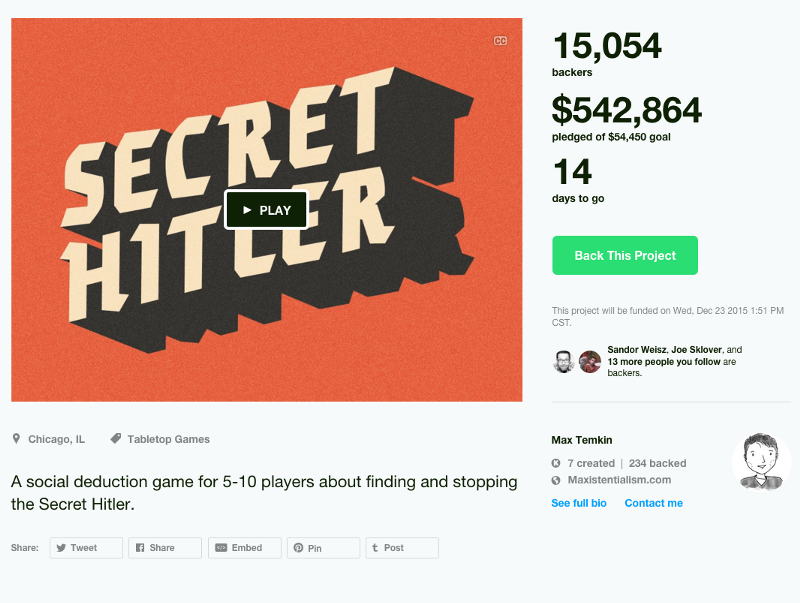 CC
SECRET
HITLER
PLAY
15,054
backers
$542,864
pledged of $54,450 goal
14
days to go
Back This Project
This project will be funded on Wed, Dec 23 2015 1:51 PM
CST.
Sandor Weisz, Joe Sklover, and
13 more people you follow are
backers.
Chicago, IL Tabletop Games
A social deduction game for 5-10 players about finding and stopping
the Secret Hitler.
Share: Tweet Share Embed Pin Post
Max Temkin
7 created | 234 backed
Maxistentialism.com
See full bio Contact me